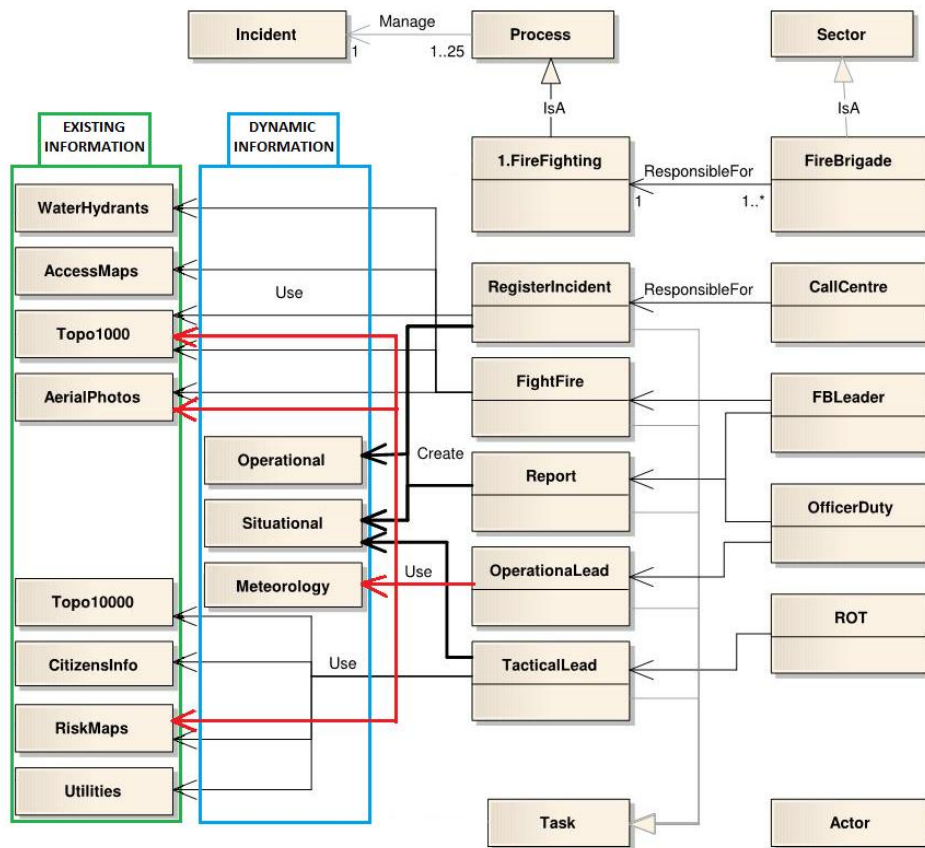 Incident
Manage
1
1..25
Process
Sector
IsA
IsA
EXISTING
INFORMATION
DYNAMIC
INFORMATION
1.FireFighting
ResponsibleFor
1
1..*
FireBrigade
WaterHydrants
AccessMaps
Use
RegisterIncident
ResponsibleFor
CallCentre
Topo1000
AerialPhotos
FightFire
FBLeader
Operational
Create
Report
Situational
OfficerDuty
Meteorology
Use
OperationaLead
Topo10000
ROT
CitizensInfo
Use
TacticalLead
RiskMaps
Utilities
Task
Actor